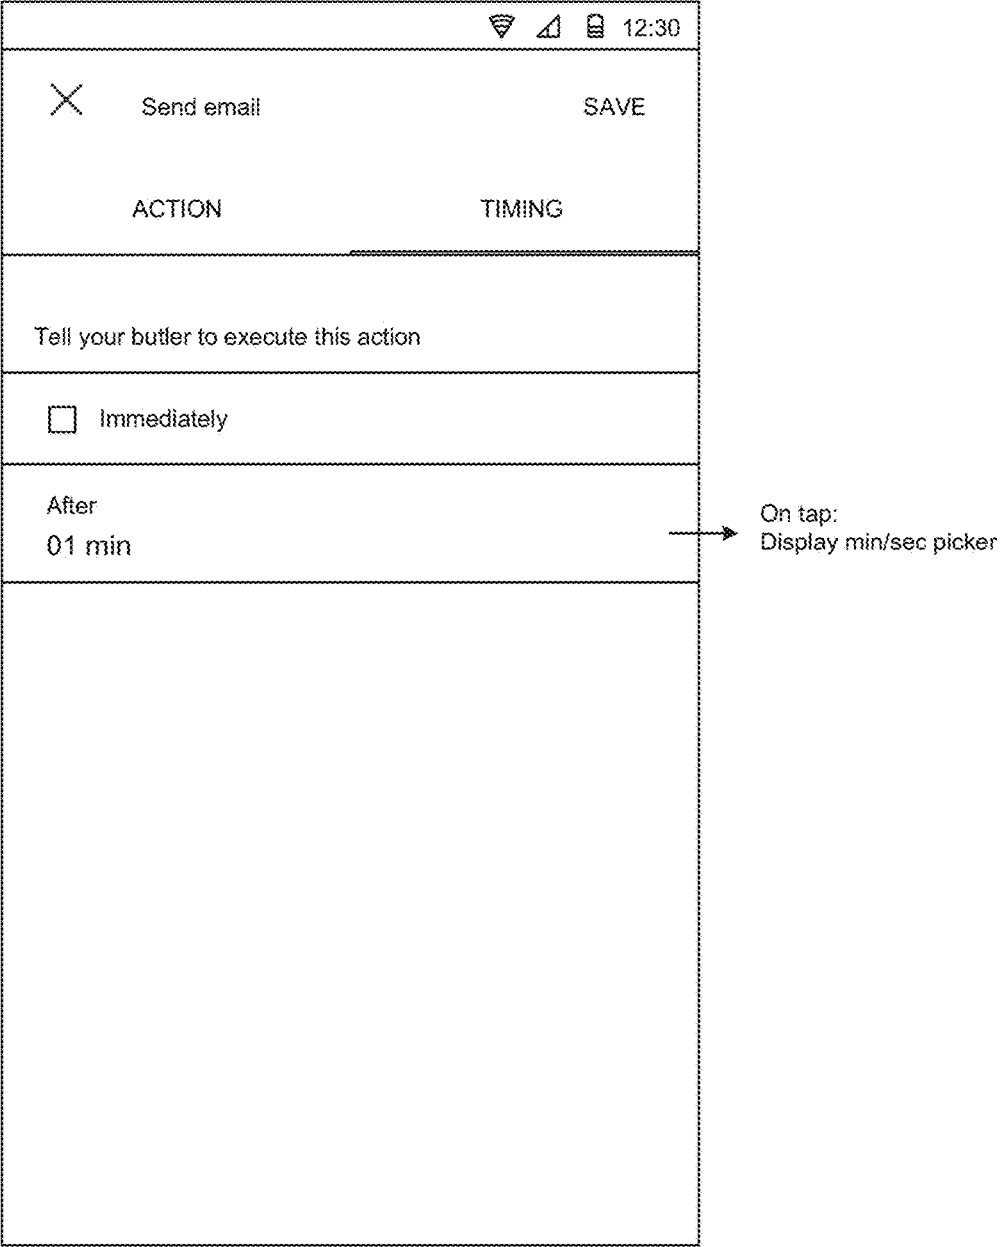 12:30
Send email
SAVE
ACTION
TIMING
Tell your butler to execute this action
Immediately
After
01 min
On tap:
Display min/sec picker